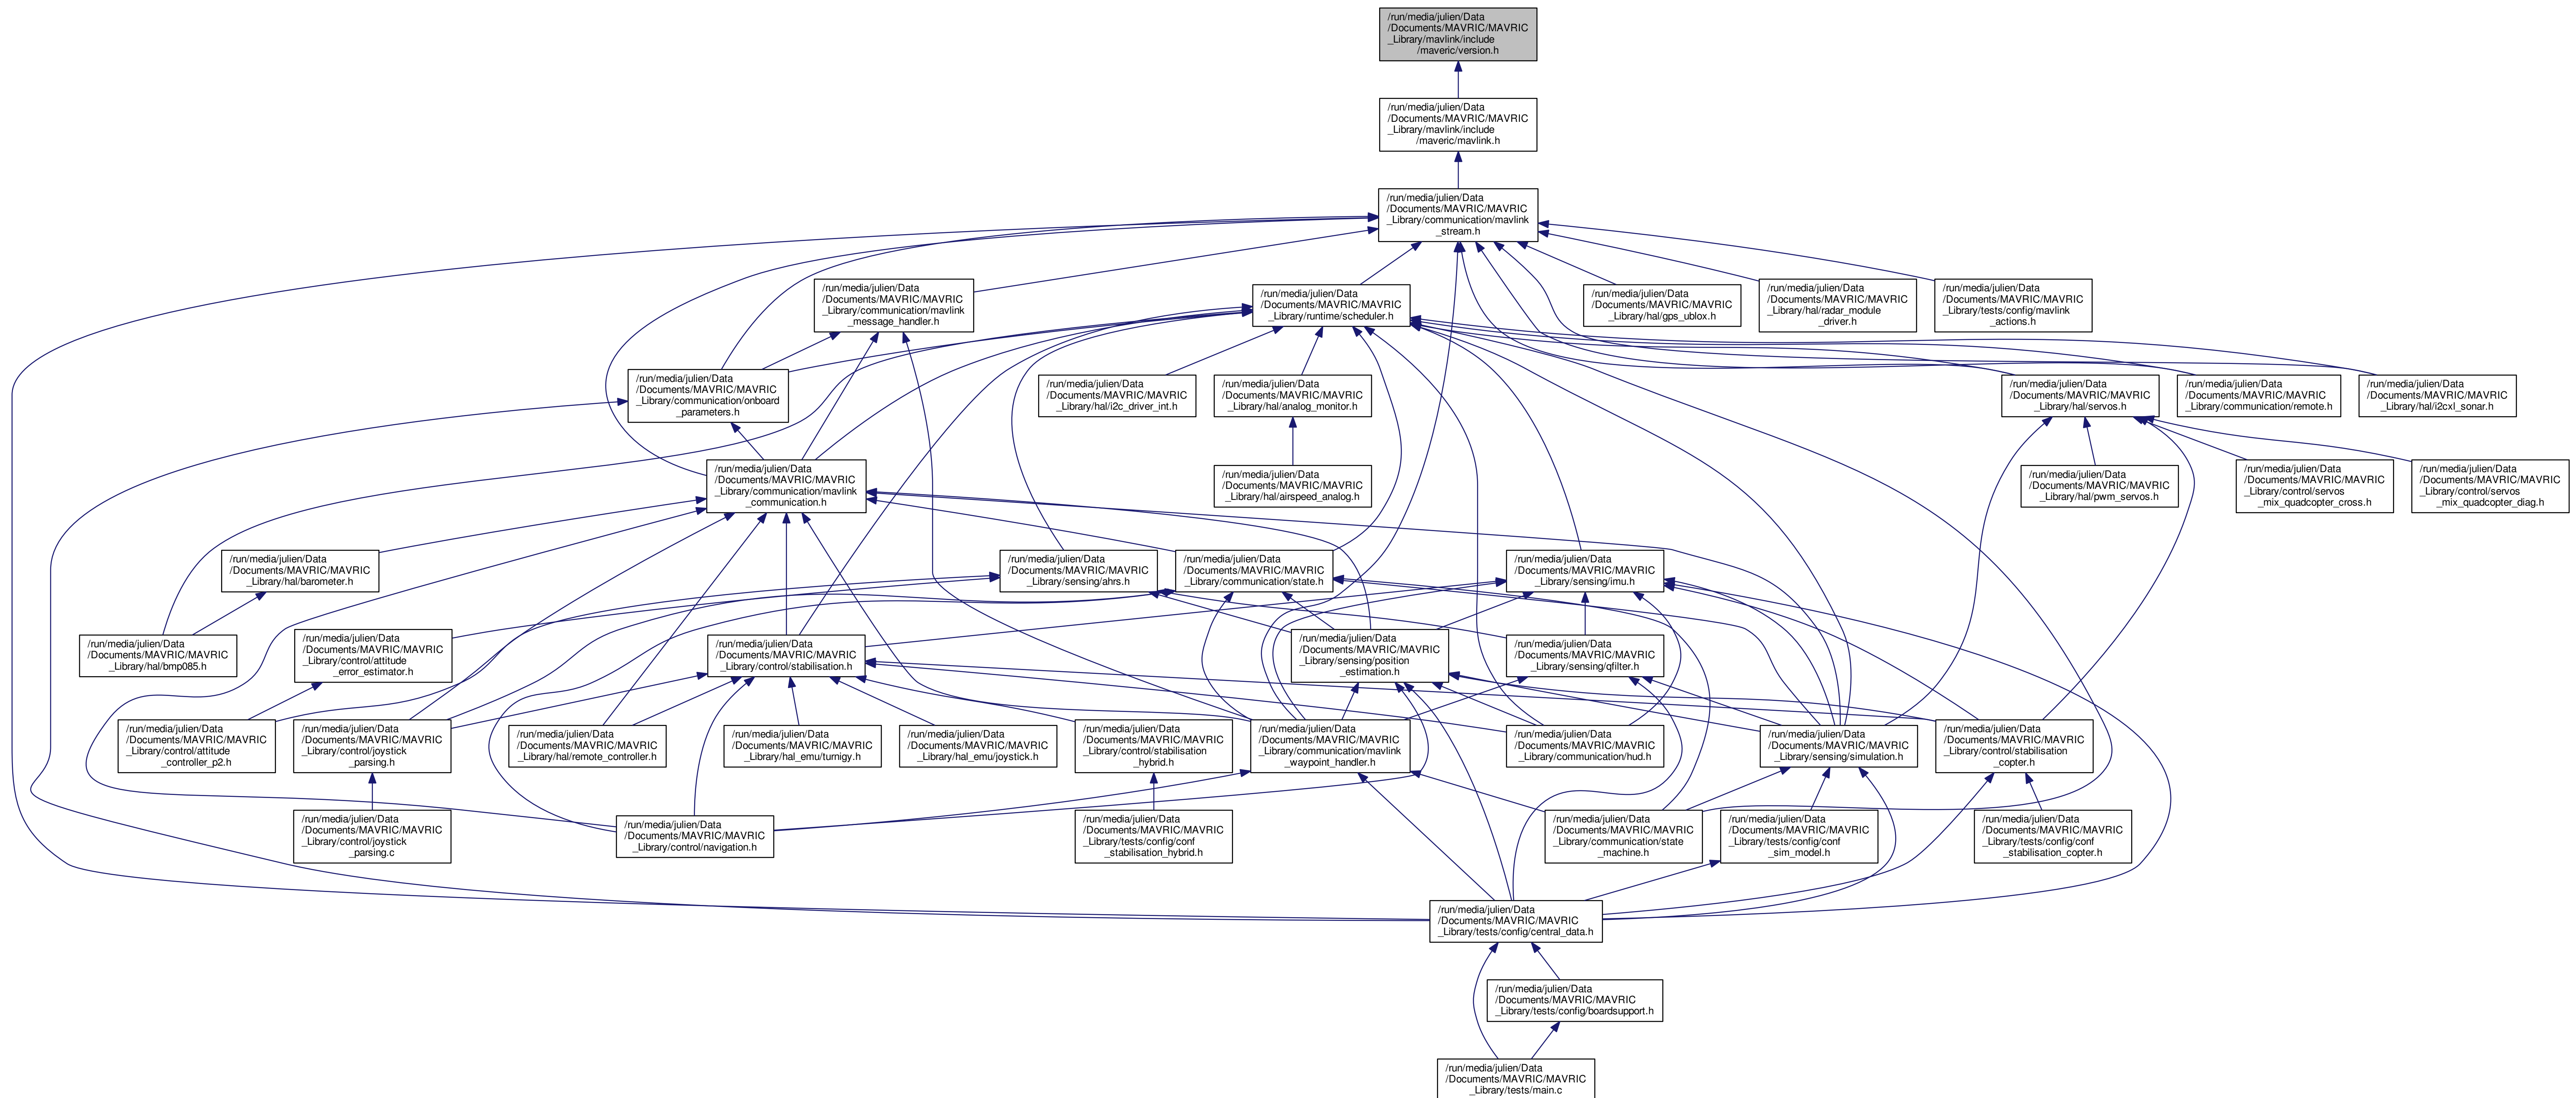 /run/media/julien/Data
/Documents/MAVRIC/MAVRIC
_Library/mavlink/include
/maveric/version.h
/run/media/julien/Data
/Documents/MAVRIC/MAVRIC
_Library/mavlink/include
/maveric/mavlink.h
/run/media/julien/Data
/Documents/MAVRIC/MAVRIC
_Library/communication/mavlink
_stream.h
/run/media/julien/Data
/Documents/MAVRIC/MAVRIC
_Library/communication/mavlink
_message_handler.h
/run/media/julien/Data
/Documents/MAVRIC/MAVRIC
_Library/runtime/scheduler.h
/run/media/julien/Data
/Documents/MAVRIC/MAVRIC
_Library/hal/gps_ublox.h
/run/media/julien/Data
/Documents/MAVRIC/MAVRIC
_Library/hal/radar_module
_driver.h
/run/media/julien/Data
/Documents/MAVRIC/MAVRIC
_Library/tests/config/mavlink
_actions.h
/run/media/julien/Data
/Documents/MAVRIC/MAVRIC
_Library/communication/onboard
_parameters.h
/run/media/julien/Data
/Documents/MAVRIC/MAVRIC
_Library/hal/i2c_driver_int.h
/run/media/julien/Data
/Documents/MAVRIC/MAVRIC
_Library/hal/analog_monitor.h
/run/media/julien/Data
/Documents/MAVRIC/MAVRIC
_Library/hal/servos.h
/run/media/julien/Data
/Documents/MAVRIC/MAVRIC
_Library/communication/remote.h
/run/media/julien/Data
/Documents/MAVRIC/MAVRIC
_Library/hal/i2cxl_sonar.h
/run/media/julien/Data
/Documents/MAVRIC/MAVRIC
_Library/communication/mavlink
_communication.h
/run/media/julien/Data
/Documents/MAVRIC/MAVRIC
_Library/hal/airspeed_analog.h
/run/media/julien/Data
/Documents/MAVRIC/MAVRIC
_Library/hal/pwm_servos.h
/run/media/julien/Data
/Documents/MAVRIC/MAVRIC
_Library/control/servos
_mix_quadcopter_cross.h
/run/media/julien/Data
/Documents/MAVRIC/MAVRIC
_Library/control/servos
_mix_quadcopter_diag.h
/run/media/julien/Data
/Documents/MAVRIC/MAVRIC
_Library/hal/barometer.h
/run/media/julien/Data
/Documents/MAVRIC/MAVRIC
_Library/sensing/ahrs.h
/run/media/julien/Data
/Documents/MAVRIC/MAVRIC
_Library/communication/state.h
/run/media/julien/Data
/Documents/MAVRIC/MAVRIC
_Library/sensing/imu.h
/run/media/julien/Data
/Documents/MAVRIC/MAVRIC
_Library/hal/bmp085.h
/run/media/julien/Data
/Documents/MAVRIC/MAVRIC
_Library/control/attitude
_error_estimator.h
/run/media/julien/Data
/Documents/MAVRIC/MAVRIC
_Library/control/stabilisation.h
/run/media/julien/Data
/Documents/MAVRIC/MAVRIC
_Library/sensing/position
_estimation.h
/run/media/julien/Data
/Documents/MAVRIC/MAVRIC
_Library/sensing/qfilter.h
/run/media/julien/Data
/Documents/MAVRIC/MAVRIC
_Library/control/attitude
_controller_p2.h
/run/media/julien/Data
/Documents/MAVRIC/MAVRIC
_Library/control/joystick
_parsing.h
/run/media/julien/Data
/Documents/MAVRIC/MAVRIC
_Library/hal/remote_controller.h
/run/media/julien/Data
/Documents/MAVRIC/MAVRIC
_Library/hal_emu/turnigy.h
/run/media/julien/Data
/Documents/MAVRIC/MAVRIC
_Library/hal_emu/joystick.h
/run/media/julien/Data
/Documents/MAVRIC/MAVRIC
_Library/control/stabilisation
_hybrid.h
/run/media/julien/Data
/Documents/MAVRIC/MAVRIC
_Library/communication/mavlink
_waypoint_handler.h
/run/media/julien/Data
/Documents/MAVRIC/MAVRIC
_Library/communication/hud.h
/run/media/julien/Data
/Documents/MAVRIC/MAVRIC
_Library/sensing/simulation.h
/run/media/julien/Data
/Documents/MAVRIC/MAVRIC
_Library/control/stabilisation
_copter.h
/run/media/julien/Data
/Documents/MAVRIC/MAVRIC
_Library/control/joystick
_parsing.c
/run/media/julien/Data
/Documents/MAVRIC/MAVRIC
_Library/control/navigation.h
/run/media/julien/Data
/Documents/MAVRIC/MAVRIC
_Library/tests/config/conf
_stabilisation_hybrid.h
/run/media/julien/Data
/Documents/MAVRIC/MAVRIC
_Library/communication/state
_machine.h
/run/media/julien/Data
/Documents/MAVRIC/MAVRIC
_Library/tests/config/conf
_sim_model.h
/run/media/julien/Data
/Documents/MAVRIC/MAVRIC
_Library/tests/config/conf
_stabilisation_copter.h
/run/media/julien/Data
/Documents/MAVRIC/MAVRIC
_Library/tests/config/central_data.h
/run/media/julien/Data
/Documents/MAVRIC/MAVRIC
_Library/tests/config/boardsupport.h
/run/media/julien/Data
/Documents/MAVRIC/MAVRIC
_Library/tests/main.c